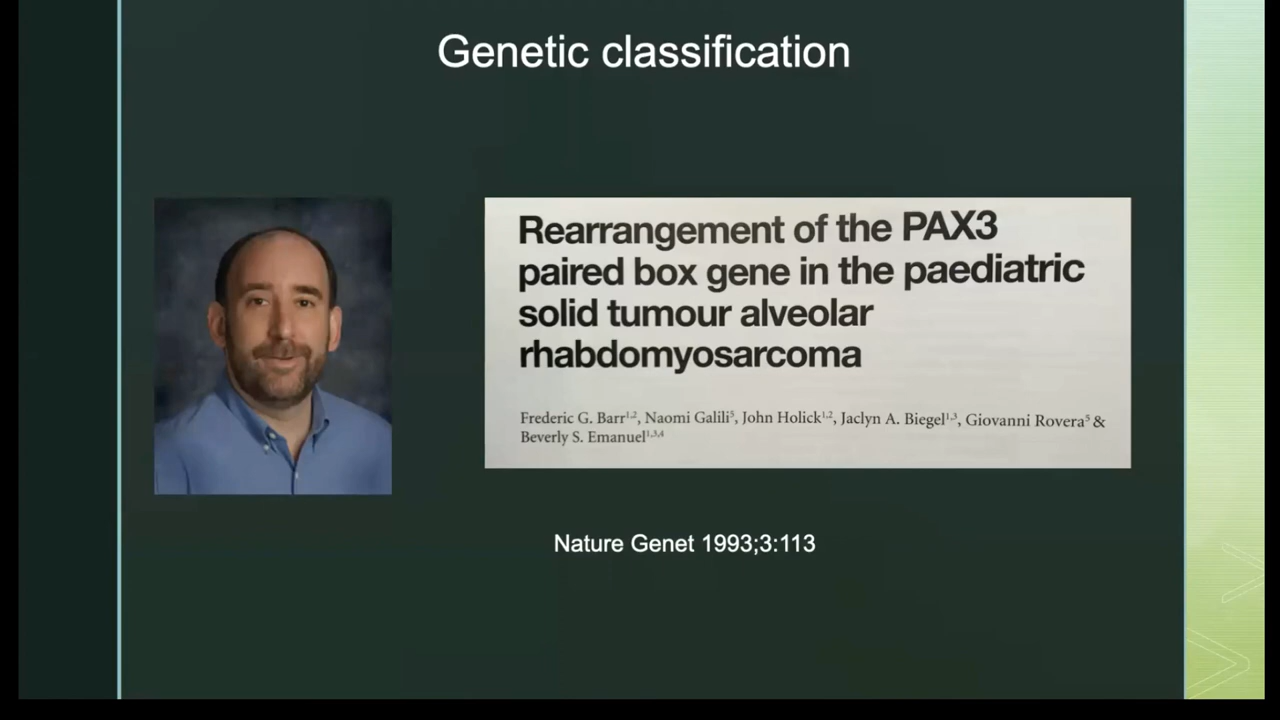 Genetic classification
Rearrangement of the PAX3
paired box gene in the paediatric
solid tumour alveolar
rhabdomyosarcoma
Frederic G. Barr¹,², Naomi Galili⁵, John Holick¹,², Jaclyn A. Biegel¹,³, Giovanni Rovera⁵ &
Beverly S. Emanuel¹,³,⁴
Nature Genet 1993;3:113